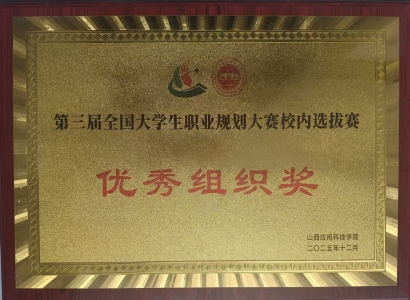 第三届全国大学生职业规划大赛校内选拔赛
优秀组织奖
山西应用科技学院
二〇二五年十二月